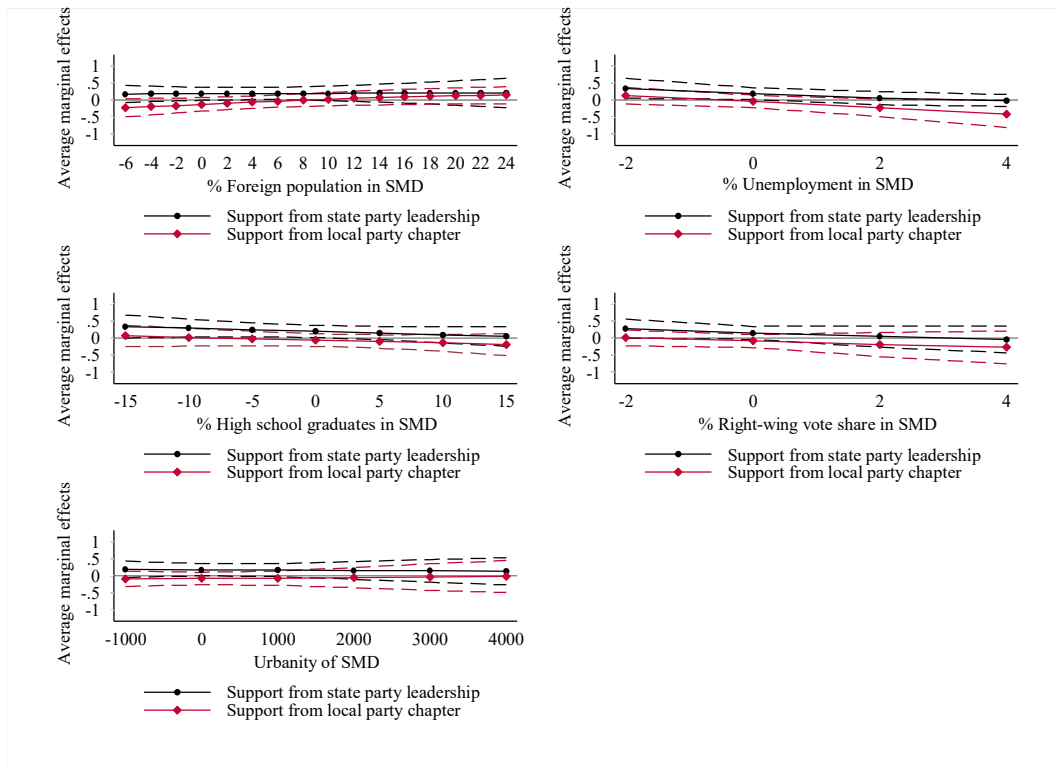 Average marginal effects
1
.5
0
-.5
-1
-6 -4 -2 0 2 4 6 8 10 12 14 16 18 20 22 24
% Foreign population in SMD
Support from state party leadership
Support from local party chapter
Average marginal effects
1
.5
0
-.5
-1
-2 0 2 4
% Unemployment in SMD
Support from state party leadership
Support from local party chapter
Average marginal effects
1
.5
0
-.5
-1
-15 -10 -5 0 5 10 15
% High school graduates in SMD
Support from state party leadership
Support from local party chapter
Average marginal effects
1
.5
0
-.5
-1
-2 0 2 4
% Right-wing vote share in SMD
Support from state party leadership
Support from local party chapter
Average marginal effects
1
.5
0
-.5
-1
-1000 0 1000 2000 3000 4000
Urbanity of SMD
Support from state party leadership
Support from local party chapter